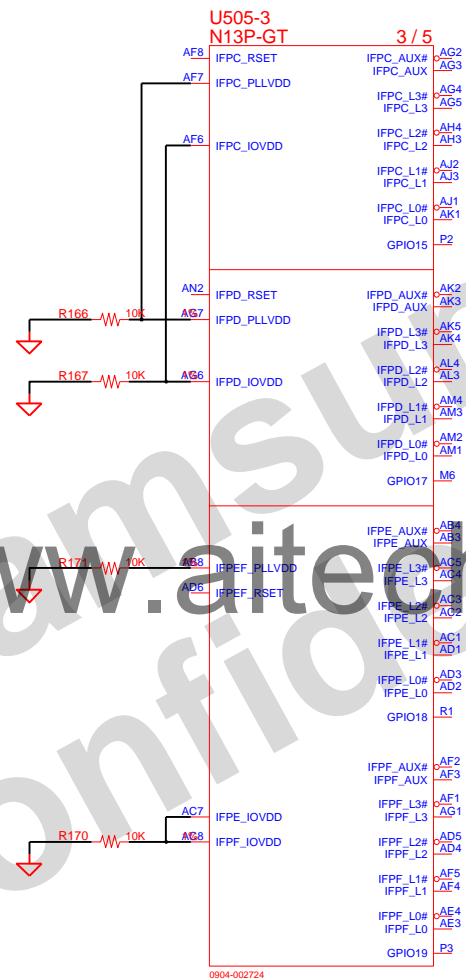 U505-3
N13P-GT 3 / 5
AF8 IFPC_RSET IFPC_AUX# AG2
IFPC_AUX AG3
AF7 IFPC_PLLVDD
IFPC_L3# AG4
IFPC_L3 AG5
AF6 IFPC_IOVDD
IFPC_L2# AH4
IFPC_L2 AH3
IFPC_L1# AJ2
IFPC_L1 AJ3
IFPC_L0# AJ1
IFPC_L0 AK1
GPIO15 P2
AN2 IFPD_RSET IFPD_AUX# AK2
IFPD_AUX AK3
R166 10K AG7 IFPD_PLLVDD
IFPD_L3# AK5
IFPD_L3 AK4
R167 10K AG6 IFPD_IOVDD
IFPD_L2# AL4
IFPD_L2 AL3
IFPD_L1# AM4
IFPD_L1 AM3
IFPD_L0# AM2
IFPD_L0 AM1
GPIO17 M6
IFPE_AUX# AB4
IFPE_AUX AB3
R171 10K AB8 IFPEF_PLLVDD
IFPE_L3# AC5
IFPE_L3 AC4
AD6 IFPEF_RSET
IFPE_L2# AC3
IFPE_L2 AC2
IFPE_L1# AC1
IFPE_L1 AD1
IFPE_L0# AD3
IFPE_L0 AD2
GPIO18 R1
IFPF_AUX# AF2
IFPF_AUX AF3
IFPF_L3# AF1
IFPF_L3 AG1
AC7 IFPE_IOVDD
R170 10K AG8 IFPF_IOVDD
IFPF_L2# AD5
IFPF_L2 AD4
IFPF_L1# AF5
IFPF_L1 AF4
IFPF_L0# AE4
IFPF_L0 AE3
GPIO19 P3
0904-002724